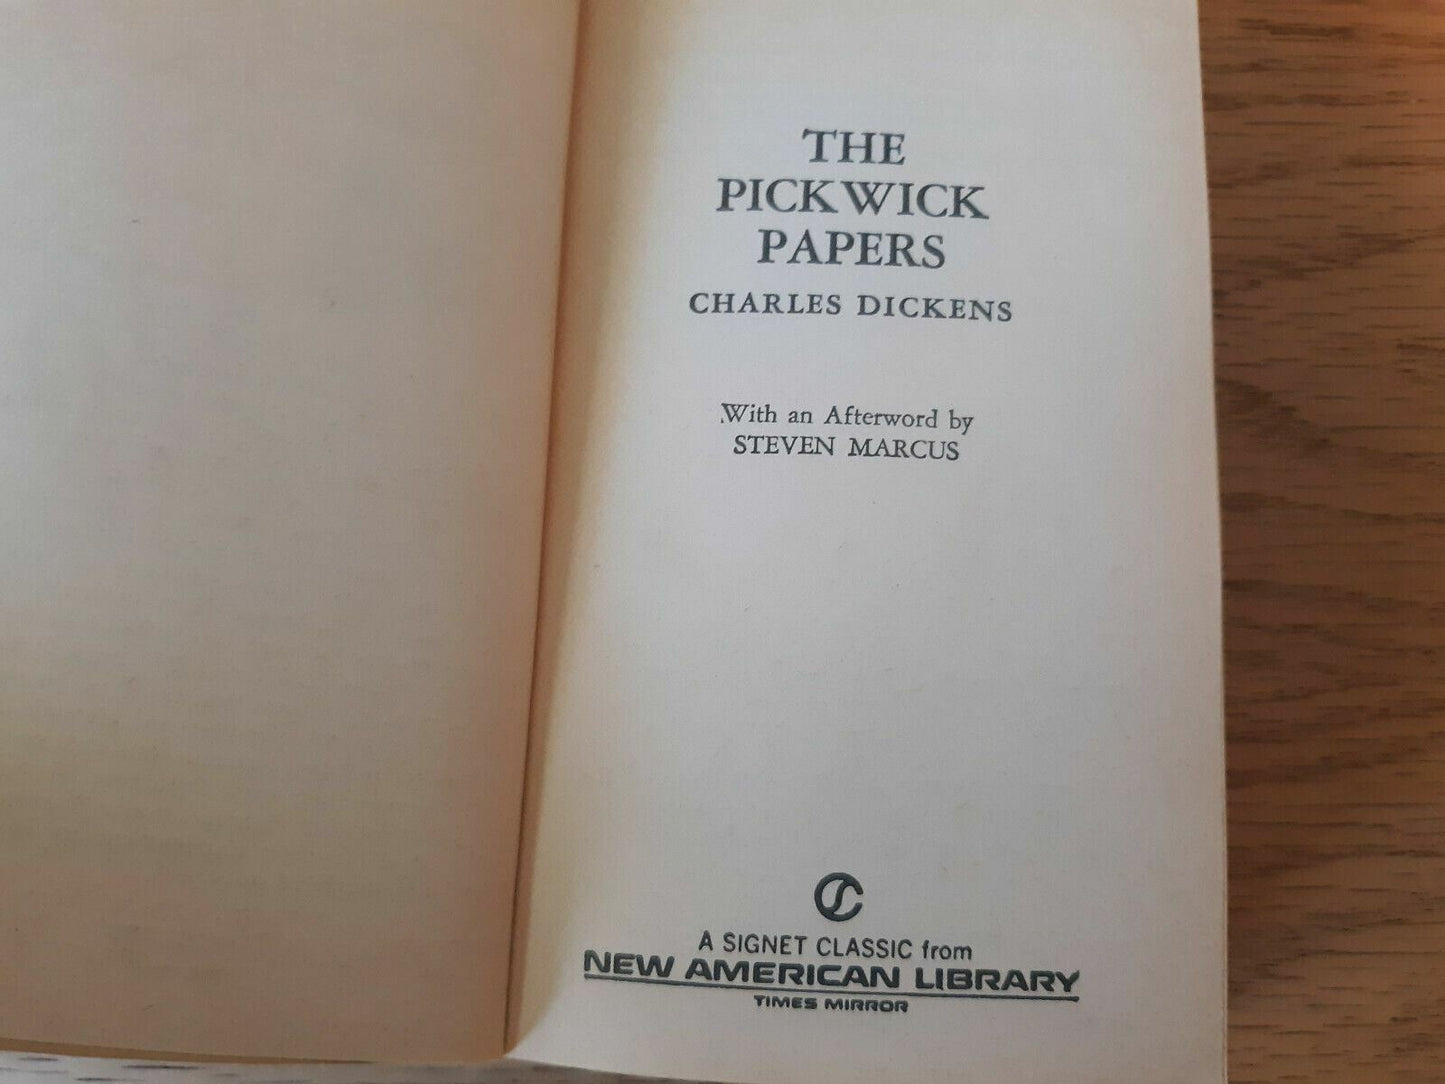 THE
PICKWICK
PAPERS
CHARLES DICKENS
With an Afterword by
STEVEN MARCUS
A SIGNET CLASSIC from
NEW AMERICAN LIBRARY
TIMES MIRROR